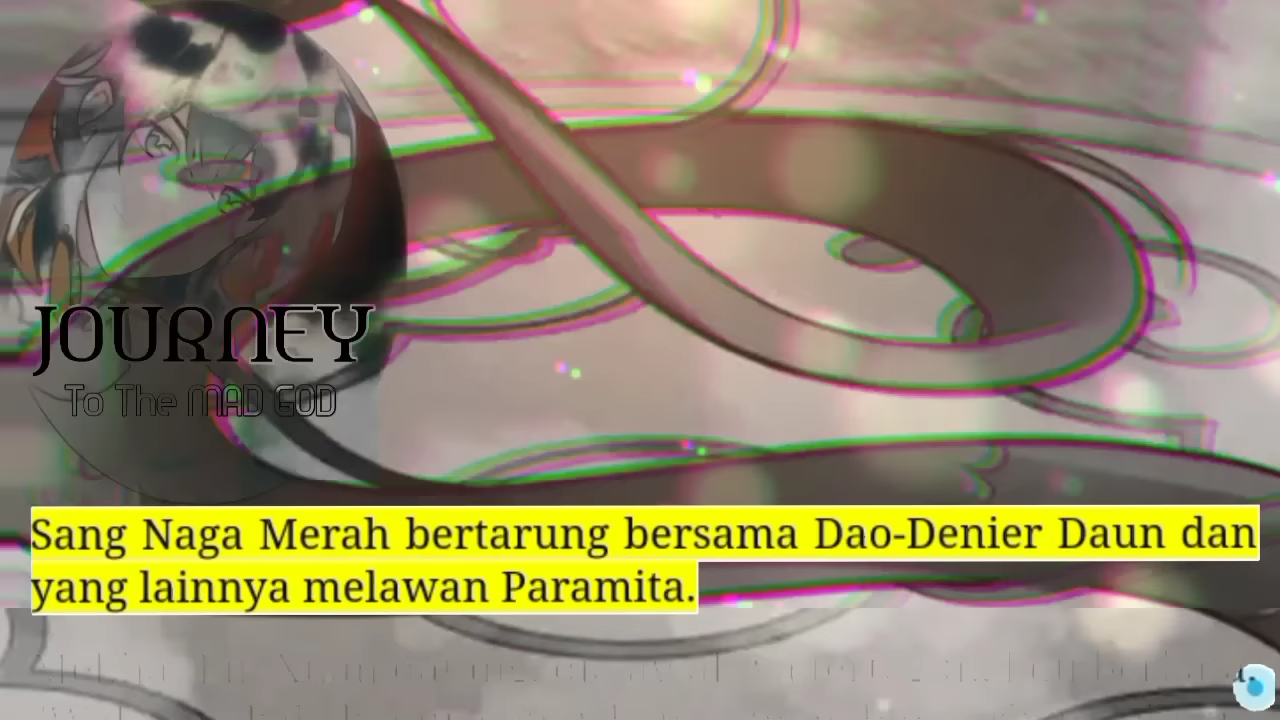 JOURNEY
To The MAD GOD
Sang Naga Merah bertarung bersama Dao-Denier Daun dan
yang lainnya melawan Paramita.